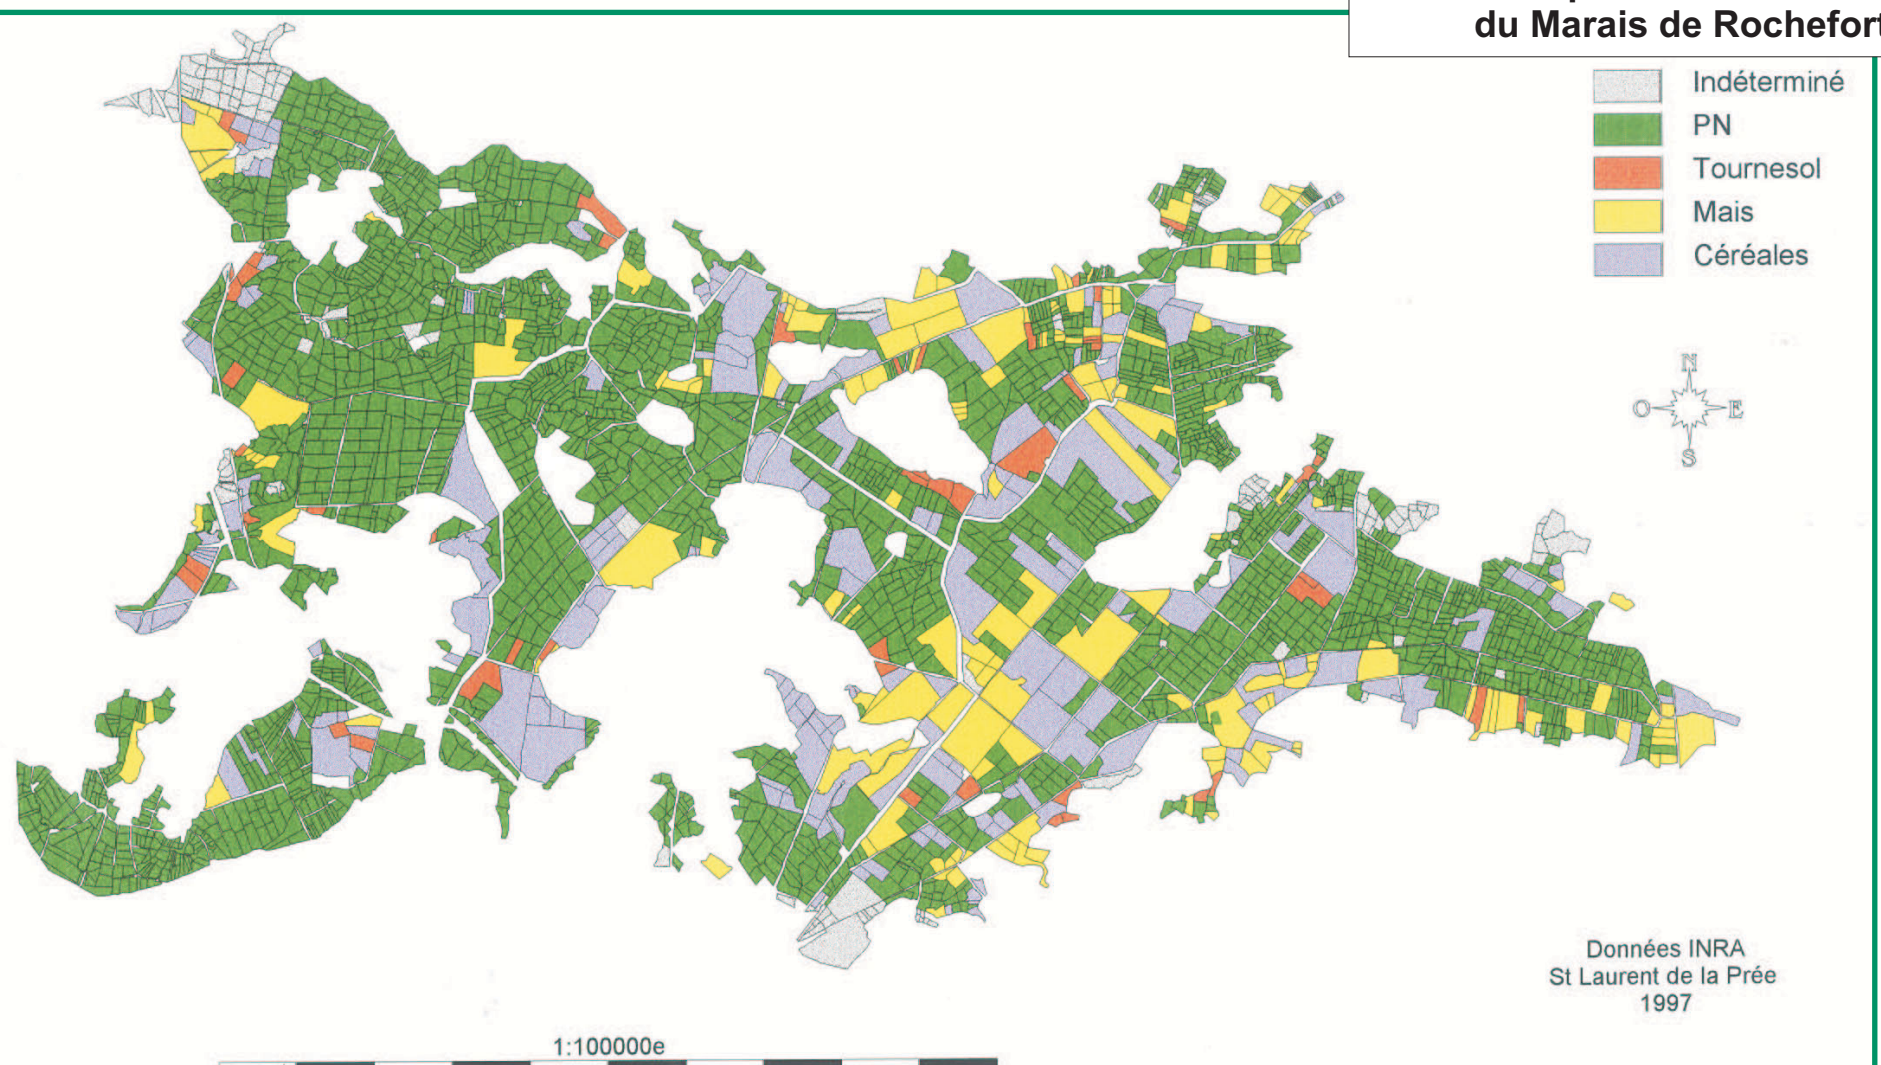 du Marais de Rochefort
Indéterminé
PN
Tournesol
Mais
Céréales
N
O E
S
Données INRA
St Laurent de la Prée
1997
1:100000e